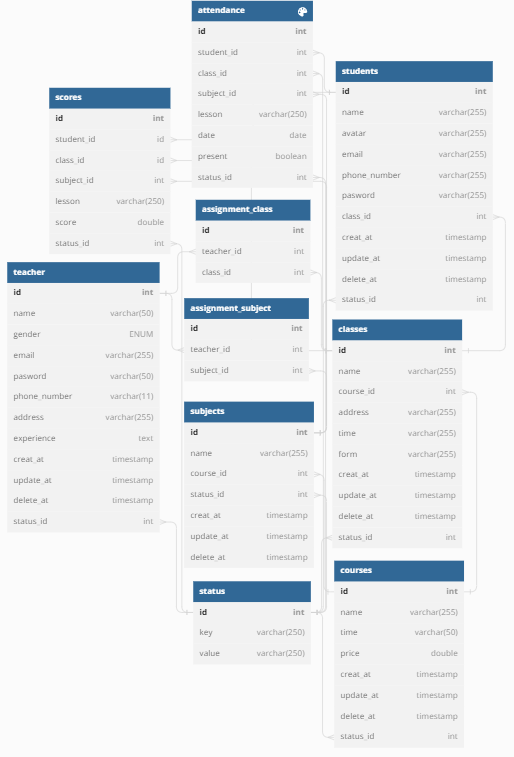 attendance
id int
student_id int
class_id int
subject_id int
lesson varchar(250)
date date
present boolean
status_id int
students
id int
name varchar(255)
avatar varchar(255)
email varchar(255)
phone_number varchar(255)
pasword varchar(255)
class_id int
creat_at timestamp
update_at timestamp
delete_at timestamp
status_id int
scores
id int
student_id id
class_id id
subject_id int
lesson varchar(250)
score double
status_id int
assignment_class
id int
teacher_id int
class_id int
teacher
id int
name varchar(50)
gender ENUM
email varchar(255)
pasword varchar(50)
phone_number varchar(11)
address varchar(255)
experience text
creat_at timestamp
update_at timestamp
delete_at timestamp
status_id int
assignment_subject
id int
teacher_id int
subject_id int
classes
id int
name varchar(255)
course_id int
address varchar(255)
time varchar(255)
form varchar(255)
creat_at timestamp
update_at timestamp
delete_at timestamp
status_id int
subjects
id int
name varchar(255)
course_id int
status_id int
creat_at timestamp
update_at timestamp
delete_at timestamp
status
id int
key varchar(250)
value varchar(250)
courses
id int
name varchar(255)
time varchar(50)
price double
creat_at timestamp
update_at timestamp
delete_at timestamp
status_id int